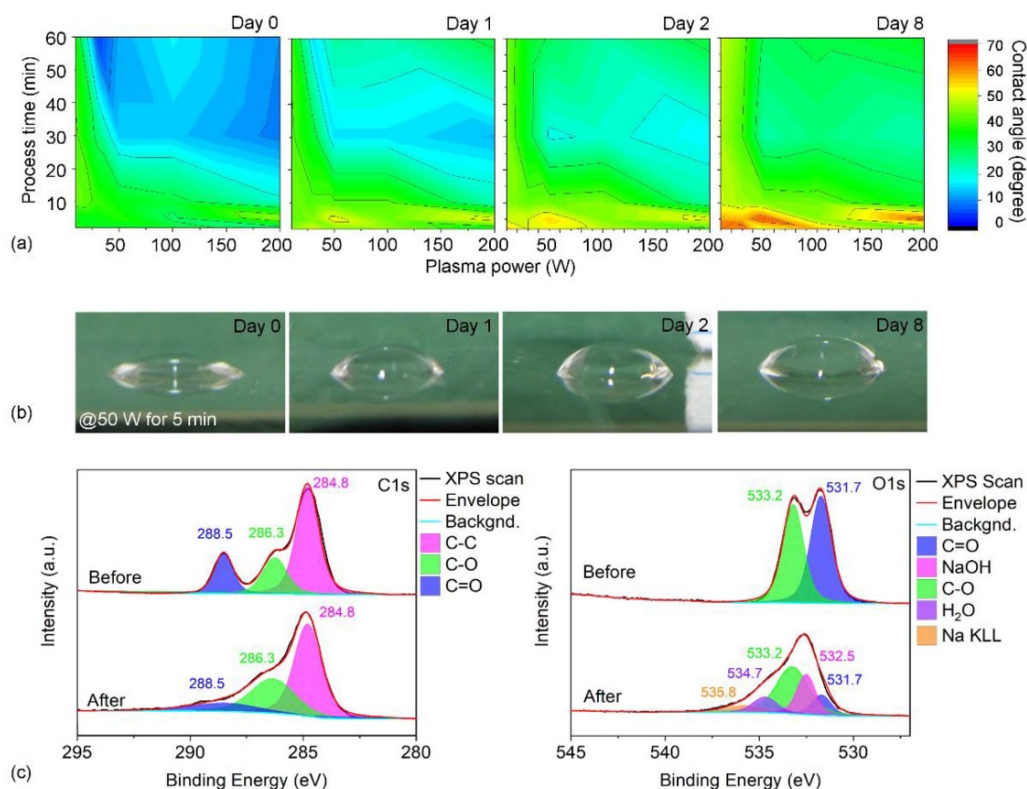 Day 0
Day 1
Day 2
Day 8
Process time (min)
60
50
40
30
20
10
50
100
150
200
50
100
150
200
50
100
150
200
50
100
150
200
Plasma power (W)
70
60
50
40
30
20
10
0
Contact angle (degree)
(a)
Day 0
Day 1
Day 2
Day 8
@50 W for 5 min
(b)
C1s
284.8
288.5
286.3
Before
284.8
286.3
288.5
After
Intensity (a.u.)
295
290
285
280
Binding Energy (eV)
XPS scan
Envelope
Backgnd.
C-C
C-O
C=O
O1s
533.2
531.7
Before
533.2
532.5
534.7
531.7
535.8
After
Intensity (a.u.)
545
540
535
530
Binding Energy (eV)
XPS Scan
Envelope
Backgnd.
C=O
NaOH
C-O
H₂O
Na KLL
(c)